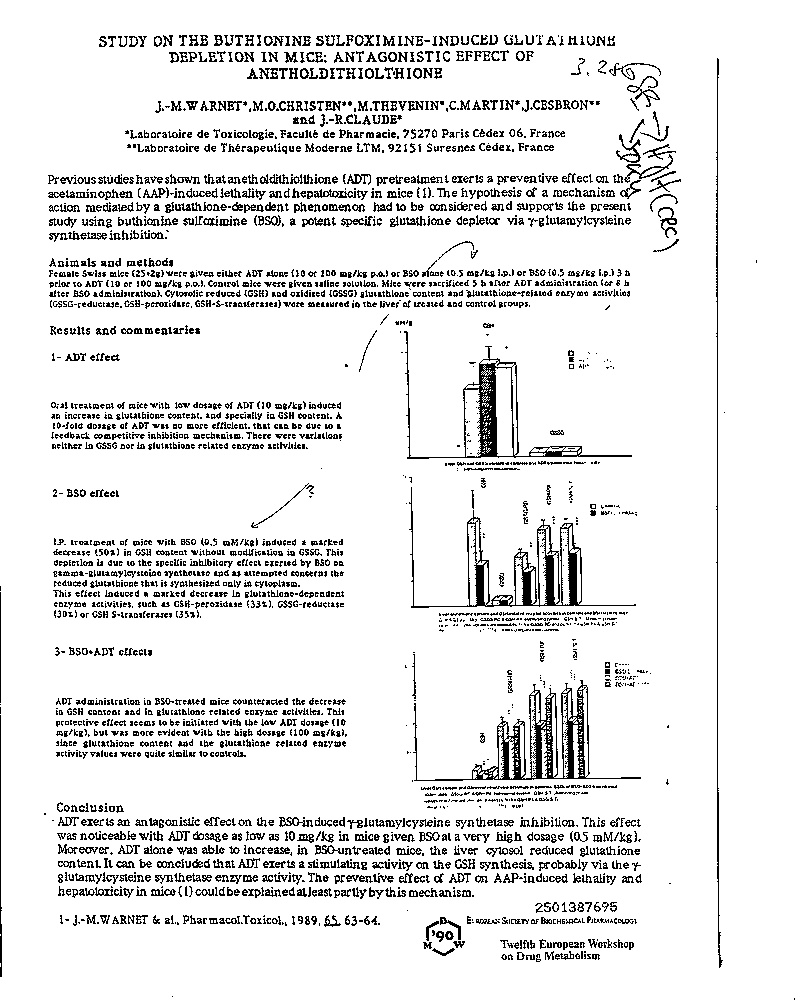 STUDY ON THE BUTHIONINE SULFOXIMINE-INDUCED GLUTATHIONE
DEPLETION IN MICE: ANTAGONISTIC EFFECT OF
ANETHOLDITHIOLTHIONE
3. 286
J.-M.WARNET*,M.O.CHRISTEN**,M.THEVENIN*,C.MARTIN*,J.CESBRON**
and J.-R.CLAUDE*
*Laboratoire de Toxicologie, Faculté de Pharmacie, 75270 Paris Cédex 06, France
**Laboratoire de Thérapeutique Moderne LTM, 92151 Suresnes Cédex, France
Previous studies have shown that anetholdithiolthione (ADT) pretreatment exerts a preventive effect on the
acetaminophen (AAP)-induced lethality and hepatotoxicity in mice (1). The hypothesis of a mechanism of
action mediated by a glutathione-dependent phenomenon had to be considered and supports the present
study using buthionine sulfoximine (BSO), a potent specific glutathione depletor via γ-glutamylcysteine
synthetase inhibition.
Animals and methods
Female Swiss mice (25±2g) were given either ADT alone (10 or 100 mg/kg p.o.) or BSO alone (0.5 mg/kg i.p.) or BSO (0.5 mg/kg i.p.) 3 h
prior to ADT (10 or 100 mg/kg p.o.). Control mice were given saline solution. Mice were sacrificed 5 h after ADT administration (or 8 h
after BSO administration). Cytosolic reduced (GSH) and oxidized (GSSG) glutathione content and glutathione-related enzyme activities
(GSSG-reductase, GSH-peroxidase, GSH-S-transferases) were measured in the liver of treated and control groups.
Results and commentaries
1- ADT effect
GSH
GSSG
Oral treatment of mice with low dosage of ADT (10 mg/kg) induced
an increase in glutathione content, and specially in GSH content. A
10-fold dosage of ADT was no more efficient, that can be due to a
feedback competitive inhibition mechanism. There were variations
neither in GSSG nor in glutathione related enzyme activities.
2- BSO effect
?
GSH
GSSG
I.P. treatment of mice with BSO (0.5 mM/kg) induced a marked
decrease (50%) in GSH content without modification in GSSG. This
depletion is due to the specific inhibitory effect exerted by BSO on
gamma-glutamylcysteine synthetase and as attempted concerns the
reduced glutathione that is synthesized only in cytoplasm.
This effect induced a marked decrease in glutathione-dependent
enzyme activities, such as GSH-peroxidase (33%), GSSG-reductase
(30%) or GSH S-transferases (35%).
3- BSO+ADT effects
GSH
ADT administration in BSO-treated mice counteracted the decrease
in GSH content and in glutathione related enzyme activities. This
protective effect seems to be initiated with the low ADT dosage (10
mg/kg), but was more evident with the high dosage (100 mg/kg),
since glutathione content and the glutathione related enzyme
activity values were quite similar to controls.
Conclusion
ADT exerts an antagonistic effect on the BSO-induced γ-glutamylcysteine synthetase inhibition. This effect
was noticeable with ADT dosage as low as 10 mg/kg in mice given BSO at a very high dosage (0.5 mM/kg).
Moreover, ADT alone was able to increase, in BSO-untreated mice, the liver cytosol reduced glutathione
content. It can be concluded that ADT exerts a stimulating activity on the GSH synthesis, probably via the γ-
glutamylcysteine synthetase enzyme activity. The preventive effect of ADT on AAP-induced lethality and
hepatotoxicity in mice (1) could be explained at least partly by this mechanism.
2501387695
1- J.-M.WARNET & al., Pharmacol.Toxicol., 1989, 65, 63-64.
D
'90
M W
EUROPEAN SOCIETY OF BIOCHEMICAL PHARMACOLOGY
Twelfth European Workshop
on Drug Metabolism